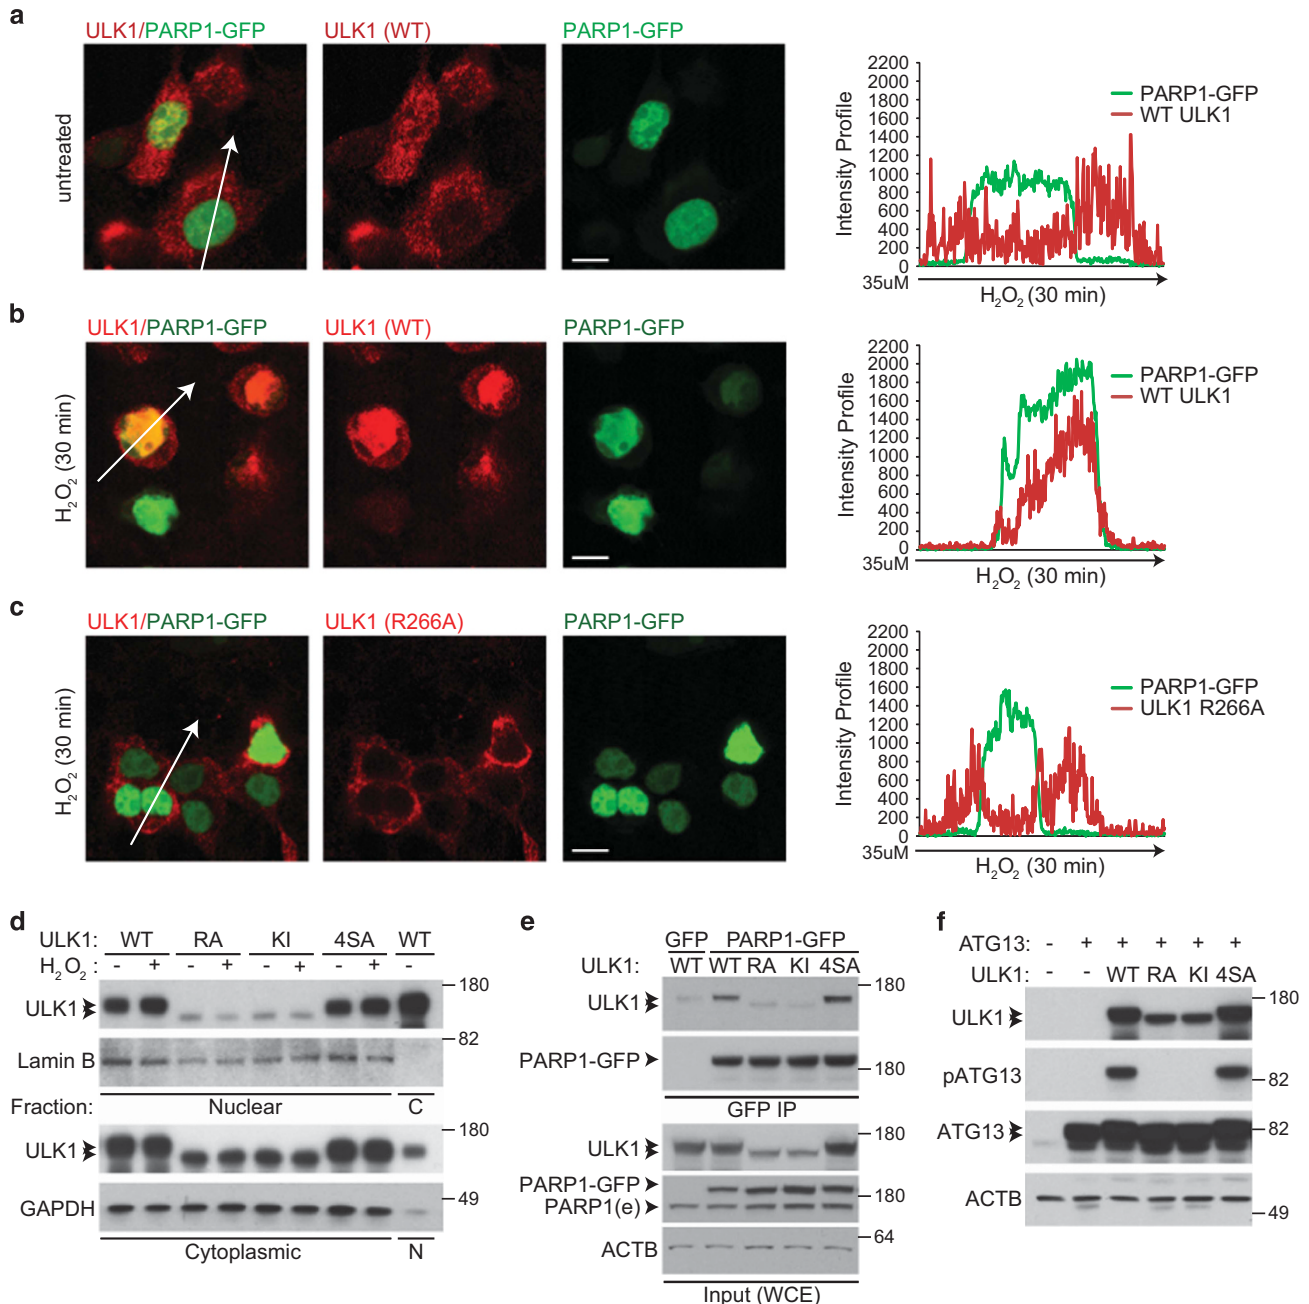 a
ULK1/PARP1-GFP
ULK1 (WT)
PARP1-GFP
untreated
Intensity Profile
2200
2000
1800
1600
1400
1200
1000
800
600
400
200
0
35uM
PARP1-GFP
WT ULK1
H2O2 (30 min)
b
ULK1/PARP1-GFP
ULK1 (WT)
PARP1-GFP
H2O2 (30 min)
Intensity Profile
2200
2000
1800
1600
1400
1200
1000
800
600
400
200
0
35uM
PARP1-GFP
WT ULK1
H2O2 (30 min)
c
ULK1/PARP1-GFP
ULK1 (R266A)
PARP1-GFP
H2O2 (30 min)
Intensity Profile
2200
2000
1800
1600
1400
1200
1000
800
600
400
200
0
35uM
PARP1-GFP
ULK1 R266A
H2O2 (30 min)
d
ULK1: WT RA KI 4SA WT
H2O2 : - + - + - + - + -
ULK1 180
82
Lamin B
Fraction: Nuclear C
ULK1 180
GAPDH 49
Cytoplasmic N
e
GFP PARP1-GFP
ULK1: WT WT RA KI 4SA
ULK1 180
PARP1-GFP 180
GFP IP
ULK1 180
PARP1-GFP 180
PARP1(e)
64
ACTB
Input (WCE)
f
ATG13: - + + + + +
ULK1: - - WT RA KI 4SA
ULK1 180
pATG13 82
ATG13 82
ACTB 49